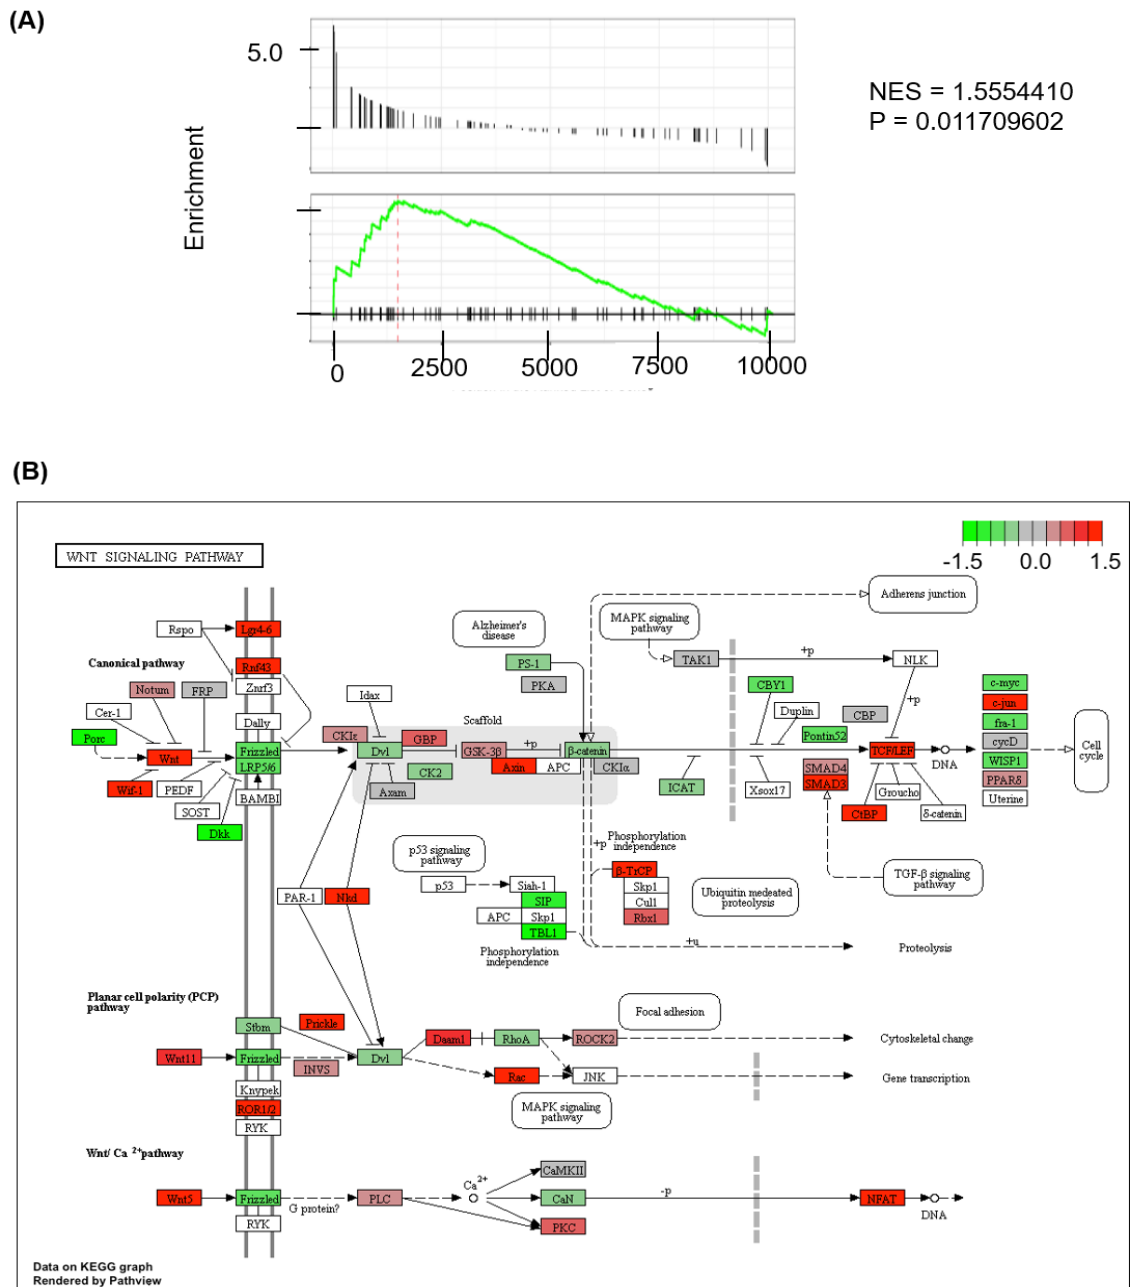 (A)
5.0
Enrichment
NES = 1.5554410
P = 0.011709602
0 2500 5000 7500 10000
(B)
WNT SIGNALING PATHWAY
-1.5 0.0 1.5
Rspo
Lgr4-6
Canonical pathway
Rnf43
Znrf3
Notum
FRP
Cer-1
Dally
Porc
Wnt
Frizzled
LRP5/6
Wif-1
PEDF
BAMBI
SOST
Dkk
Idax
Alzheimer's
disease
PS-1
PKA
MAPK signaling
pathway
TAK1
+p
NLK
Adherens junction
Scaffold
CKIε
Dvl
GBP
GSK-3β
+p
β-catenin
Axin
APC
CKIα
CK2
Axam
ICAT
CBY1
Duplin
Pontin52
CBP
+p
Xsox17
TCF/LEF
DNA
SMAD4
SMAD3
Groucho
CtBP
δ-catenin
c-myc
c-jun
fra-1
cycD
WISP1
PPARδ
Uterine
Cell
cycle
TGF-β signaling
pathway
p53 signaling
pathway
p53
Siah-1
SIP
APC
Skp1
TBL1
Phosphorylation
independence
+p
Phosphorylation
independence
β-TrCP
Skp1
Cul1
Rbx1
Ubiquitin medeated
proteolysis
+u
Proteolysis
PAR-1
Nkd
Planar cell polarity (PCP)
pathway
Stbm
Prickle
Wnt11
Frizzled
INVS
Dvl
Knypek
ROR1/2
RYK
Daam1
RhoA
ROCK2
Focal adhesion
Cytoskeletal change
Rac
JNK
Gene transcription
MAPK signaling
pathway
Wnt/ Ca 2+pathway
Wnt5
Frizzled
RYK
G protein?
PLC
Ca2+
CaMKII
CaN
PKC
-p
NFAT
DNA
Data on KEGG graph
Rendered by Pathview